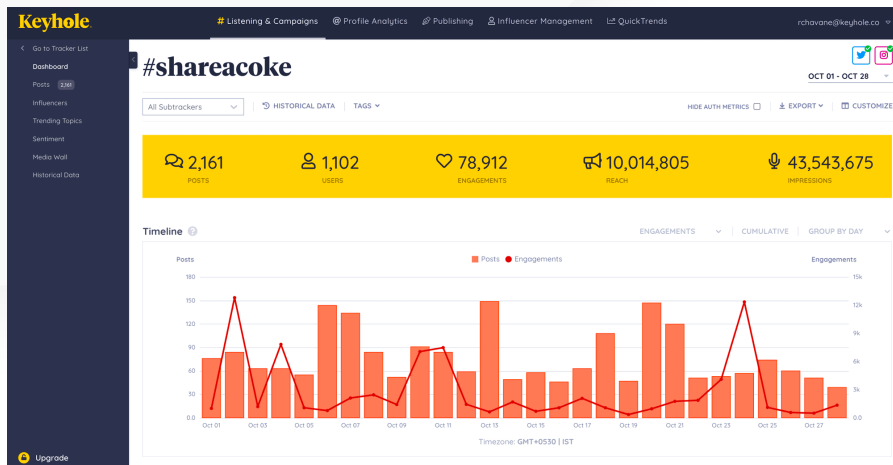 Keyhole.
# Listening & Campaigns @ Profile Analytics Publishing Influencer Management QuickTrends rchavane@keyhole.co
Go to Tracker List
Dashboard
Posts 2,161
Influencers
Trending Topics
Sentiment
Media Wall
Historical Data
Upgrade
#shareacoke
OCT 01 - OCT 28
All Subtrackers HISTORICAL DATA TAGS HIDE AUTH METRICS EXPORT CUSTOMIZE
2,161 1,102 78,912 10,014,805 43,543,675
POSTS USERS ENGAGEMENTS REACH IMPRESSIONS
Timeline ? ENGAGEMENTS CUMULATIVE GROUP BY DAY
Posts Posts Engagements Engagements
180 15k
150 12k
120 9k
90 6k
60 3k
30
0.0 0.0
Oct 01 Oct 03 Oct 05 Oct 07 Oct 09 Oct 11 Oct 13 Oct 15 Oct 17 Oct 19 Oct 21 Oct 23 Oct 25 Oct 27
Timezone: GMT+0530 | IST